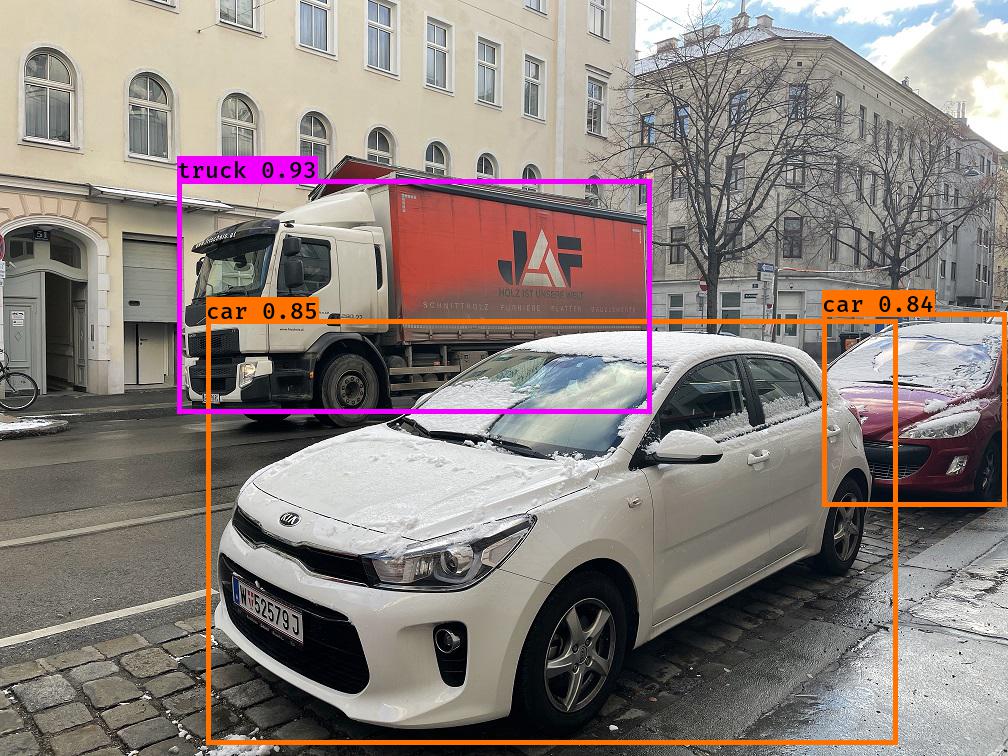 truck 0.93
51
JAF
HOLZ IST UNSERE WELT
SCHNITTHOLZ FURNIERE PLATTEN
car 0.85
car 0.84
KIA
W 52579J